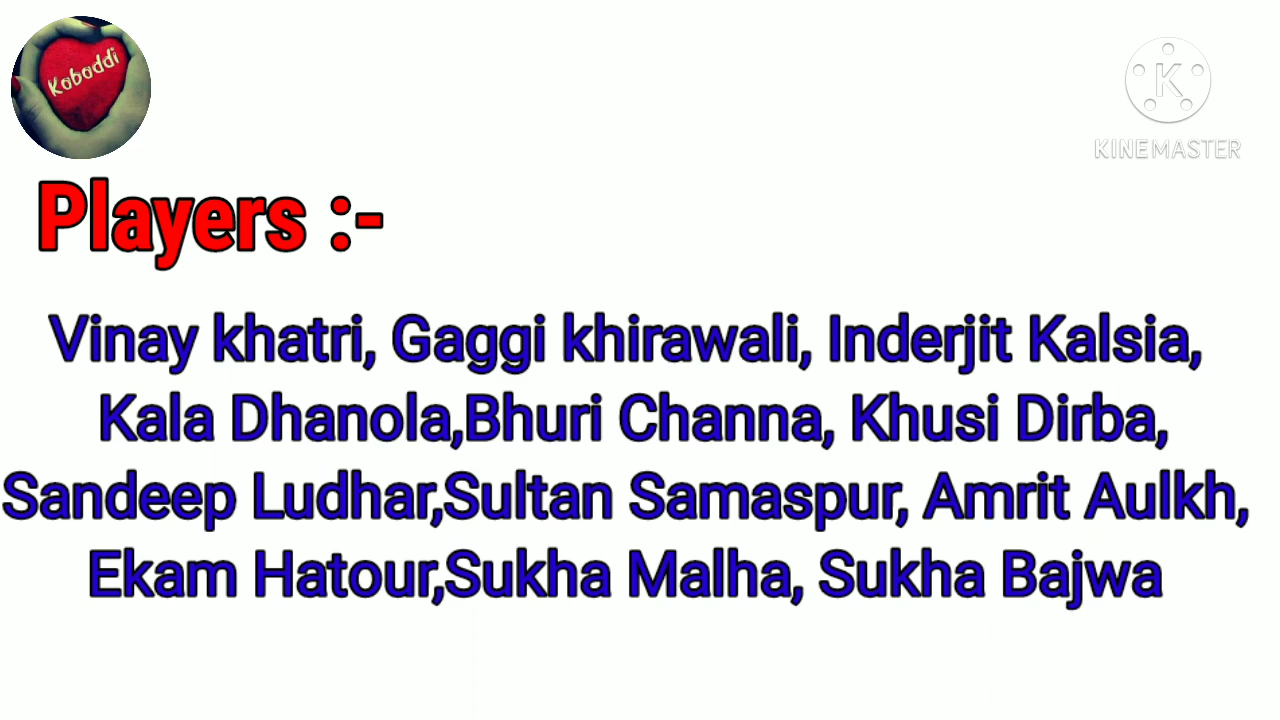 Koboddi
K
KINEMASTER
Players :-
Vinay khatri, Gaggi khirawali, Inderjit Kalsia,
Kala Dhanola,Bhuri Channa, Khusi Dirba,
Sandeep Ludhar,Sultan Samaspur, Amrit Aulkh,
Ekam Hatour,Sukha Malha, Sukha Bajwa